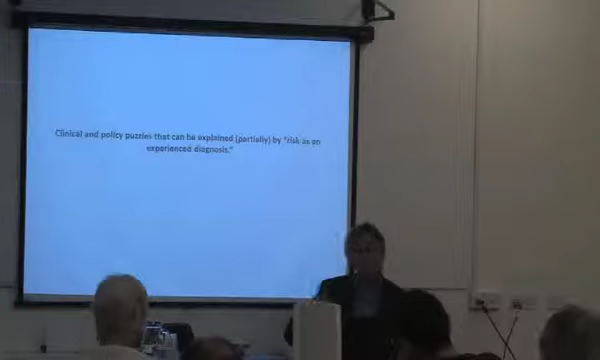 Clinical and policy puzzles that can be explained (partially) by "risk as an
experienced diagnosis."